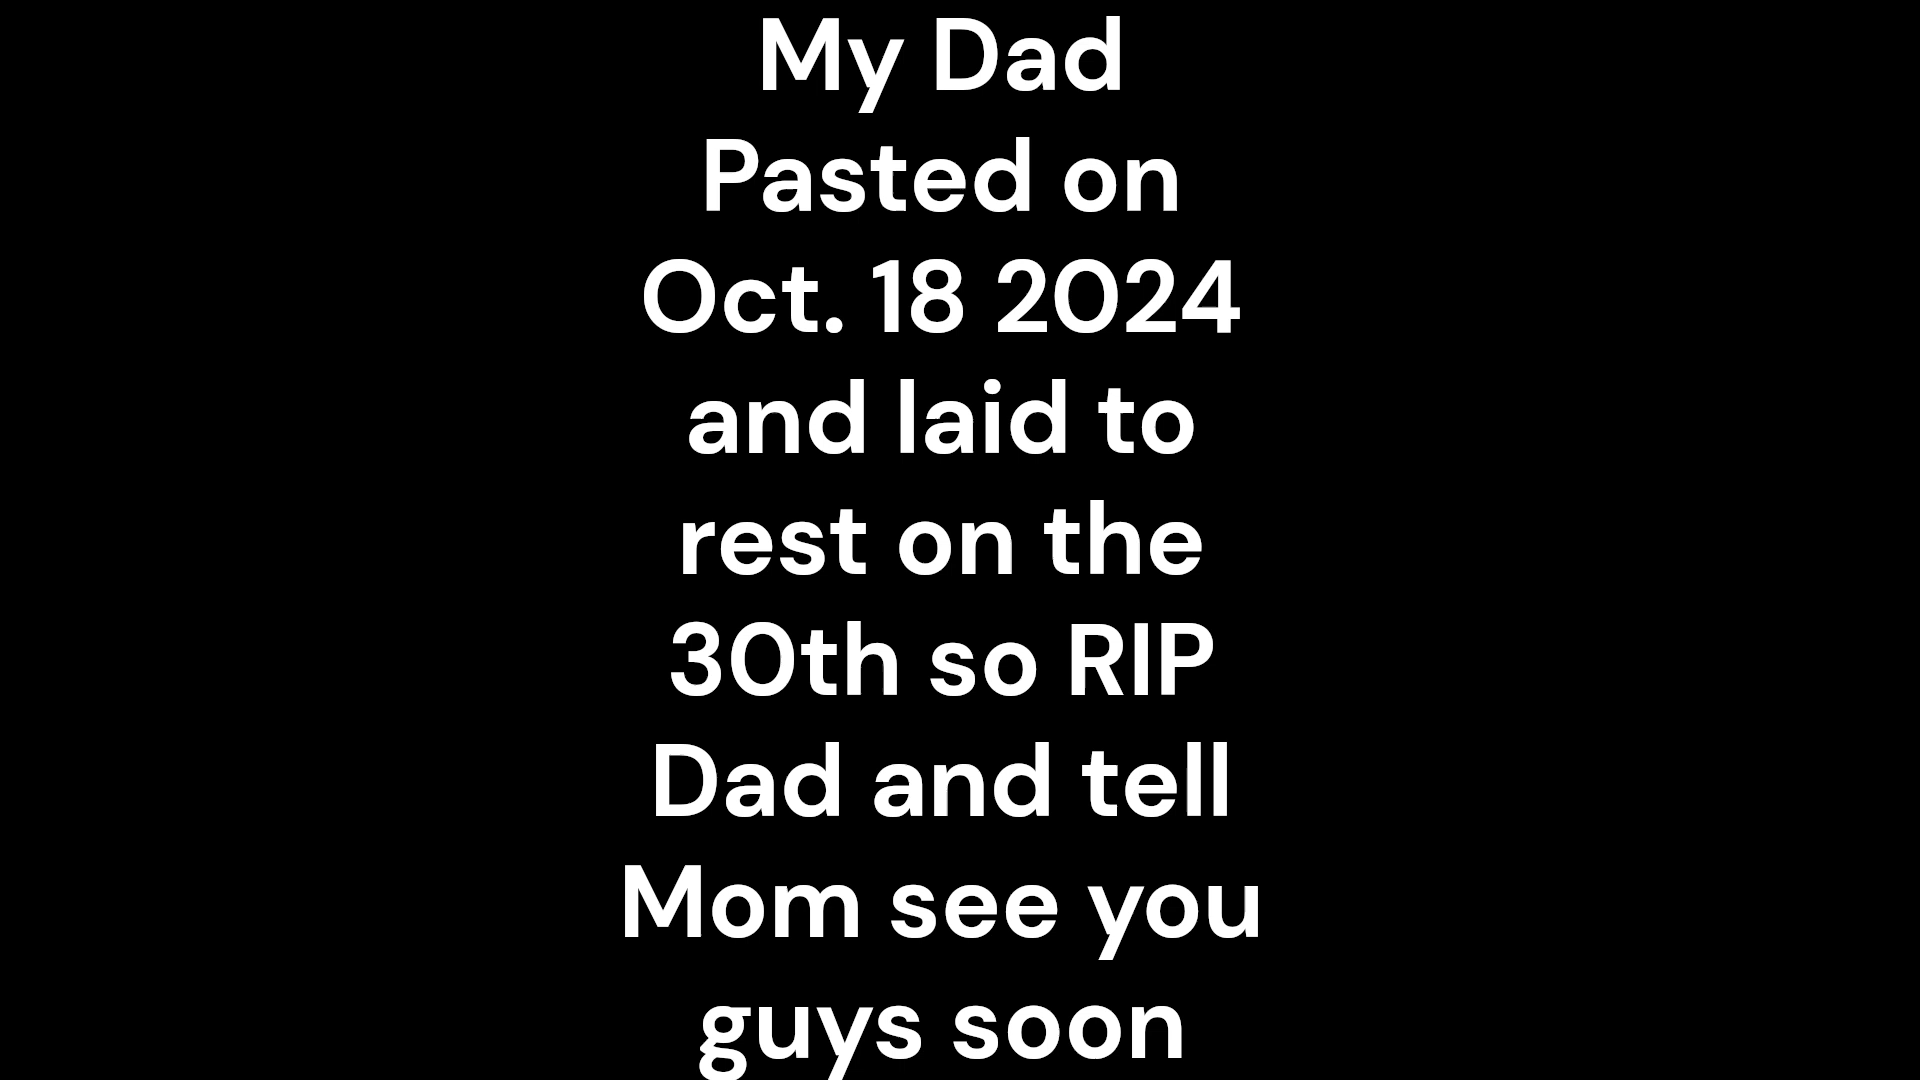 My Dad
Pasted on
Oct. 18 2024
and laid to
rest on the
30th so RIP
Dad and tell
Mom see you
guys soon